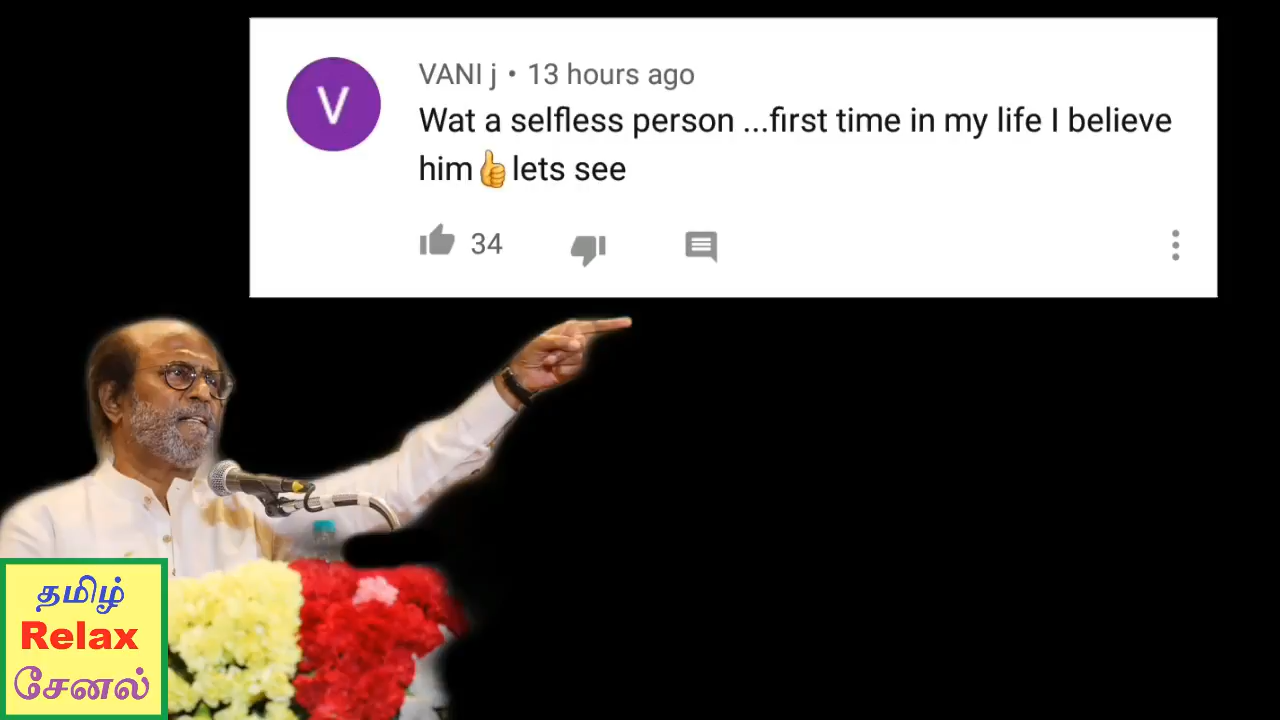 V
VANI j • 13 hours ago
Wat a selfless person ...first time in my life I believe
him👍lets see
34
தமிழ்
Relax
சேனல்